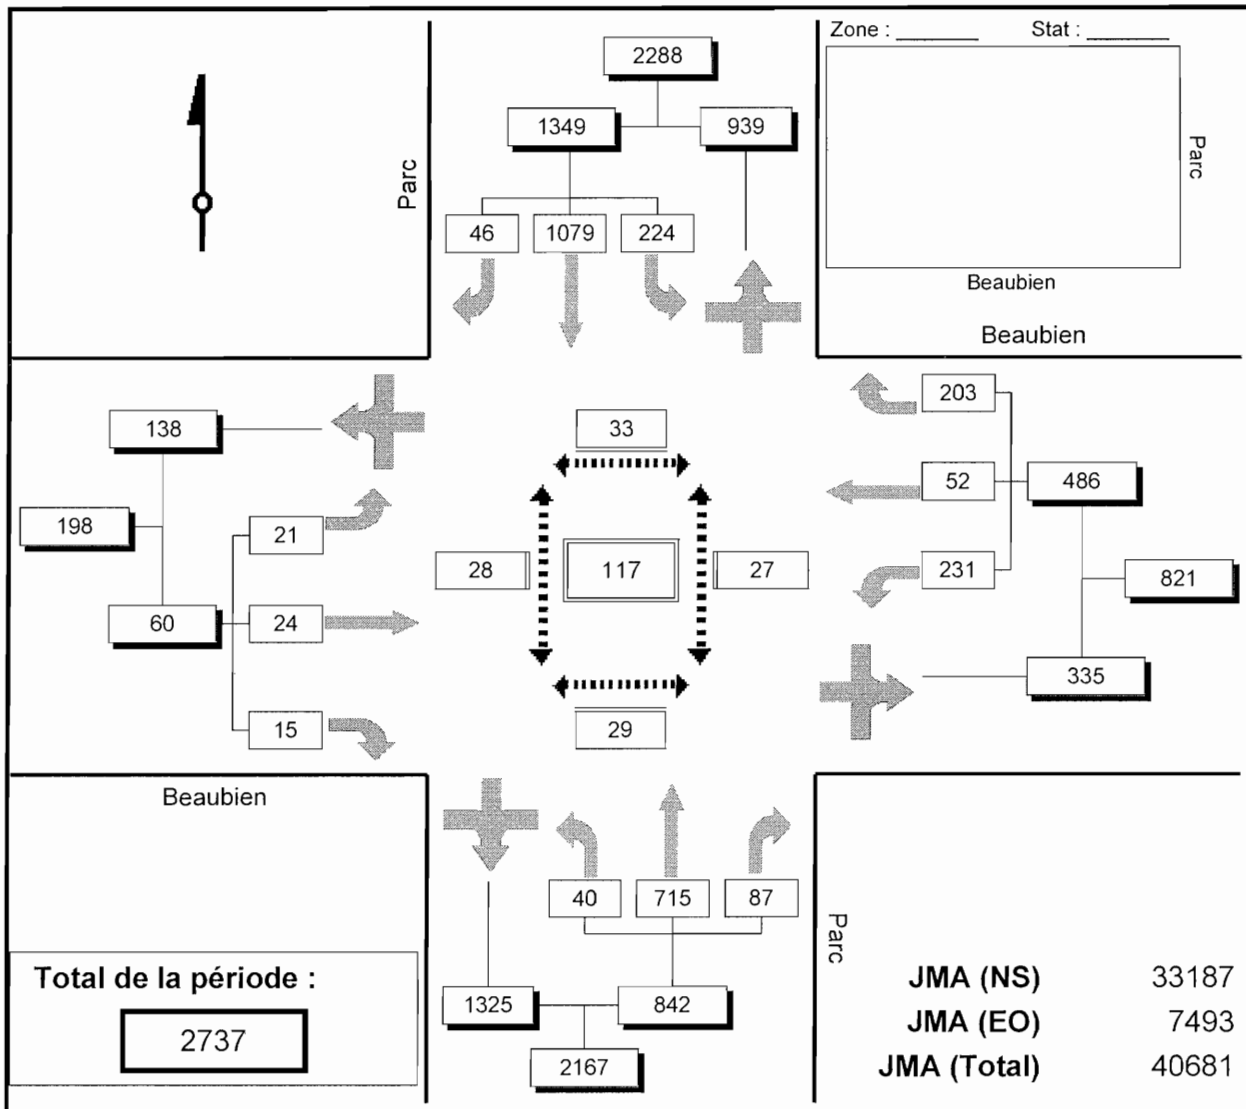 Zone : ________ Stat : ________
2288
1349 939
Parc
Parc
46 1079 224
Beaubien
Beaubien
203
138
33
52 486
198
21
28 117 27
231
821
60 24
335
15
29
Beaubien
40 715 87
Parc
Total de la période :
JMA (NS) 33187
1325 842
JMA (EO) 7493
2737
2167
JMA (Total) 40681